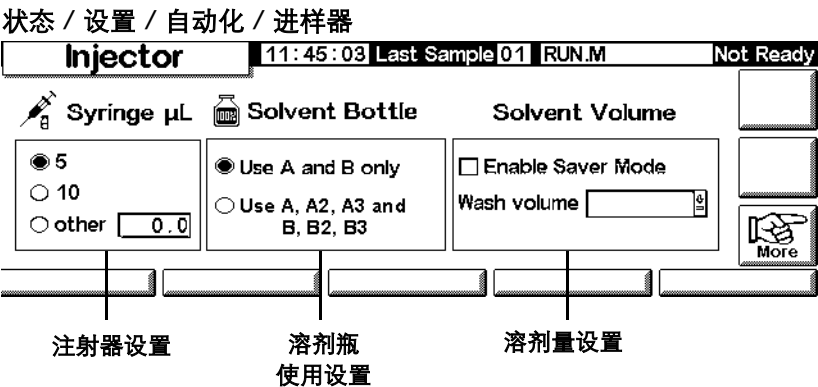 状态 / 设置 / 自动化 / 进样器
Injector 11:45:03 Last Sample 01 RUN.M Not Ready
Syringe µL Solvent Bottle Solvent Volume
5
10
other 0.0
Use A and B only
Use A, A2, A3 and
B, B2, B3
Enable Saver Mode
Wash volume
More
注射器设置
溶剂瓶
使用设置
溶剂量设置